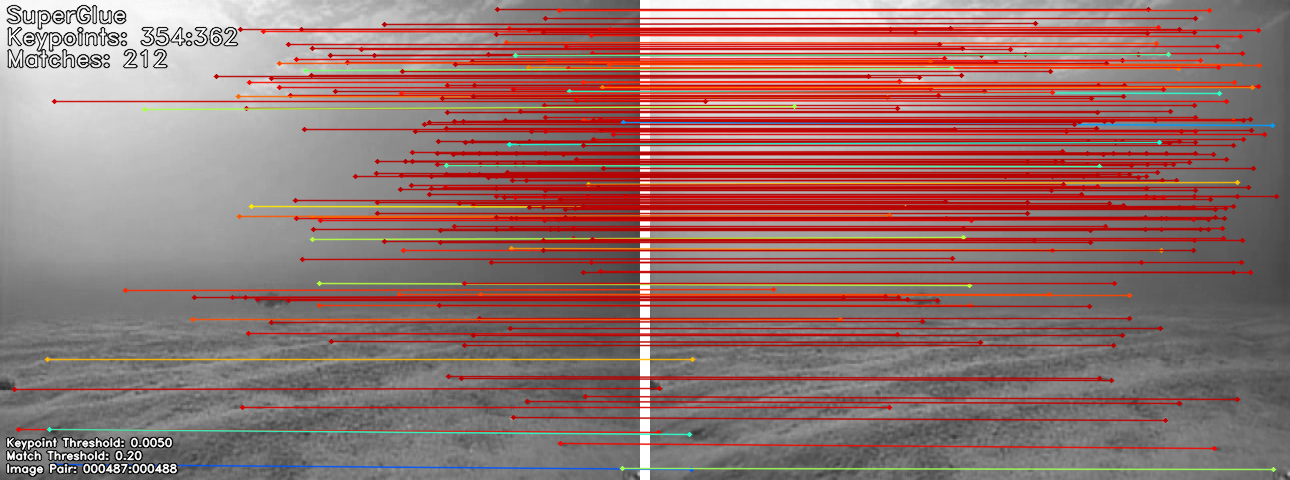 SuperGlue
Keypoints: 354:362
Matches: 212
Keypoint Threshold: 0.0050
Match Threshold: 0.20
Image Pair: 000487:000488